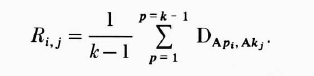 R_{i,j} = \frac{1}{k-1} \sum_{p=1}^{p=k-1} D_{Ap_i, Ak_j}.